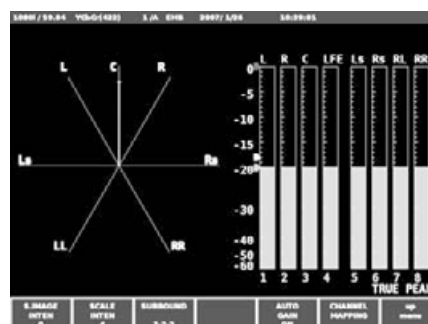 1080i / 59.94 YCbCr(422) 1 /A EMB 2007/ 1/26 10:39:01
L C R
Ls Rs
LL RR
L R C LFE Ls Rs RL RR
0
-5
-10
-15
-20
-30
-40
-50
-60
1 2 3 4 5 6 7 8
TRUE PEAK
S.IMAGE INTEN
SCALE INTEN
SURROUND
AUTO GAIN
CHANNEL MAPPING
up menu